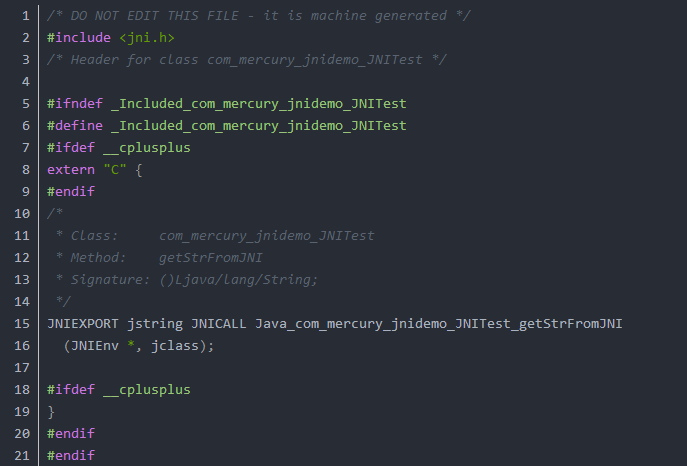 1 /* DO NOT EDIT THIS FILE - it is machine generated */
2 #include <jni.h>
3 /* Header for class com_mercury_jnidemo_JNITest */
4
5 #ifndef _Included_com_mercury_jnidemo_JNITest
6 #define _Included_com_mercury_jnidemo_JNITest
7 #ifdef __cplusplus
8 extern "C" {
9 #endif
10 /*
11  * Class:     com_mercury_jnidemo_JNITest
12  * Method:    getStrFromJNI
13  * Signature: ()Ljava/lang/String;
14  */
15 JNIEXPORT jstring JNICALL Java_com_mercury_jnidemo_JNITest_getStrFromJNI
16   (JNIEnv *, jclass);
17
18 #ifdef __cplusplus
19 }
20 #endif
21 #endif